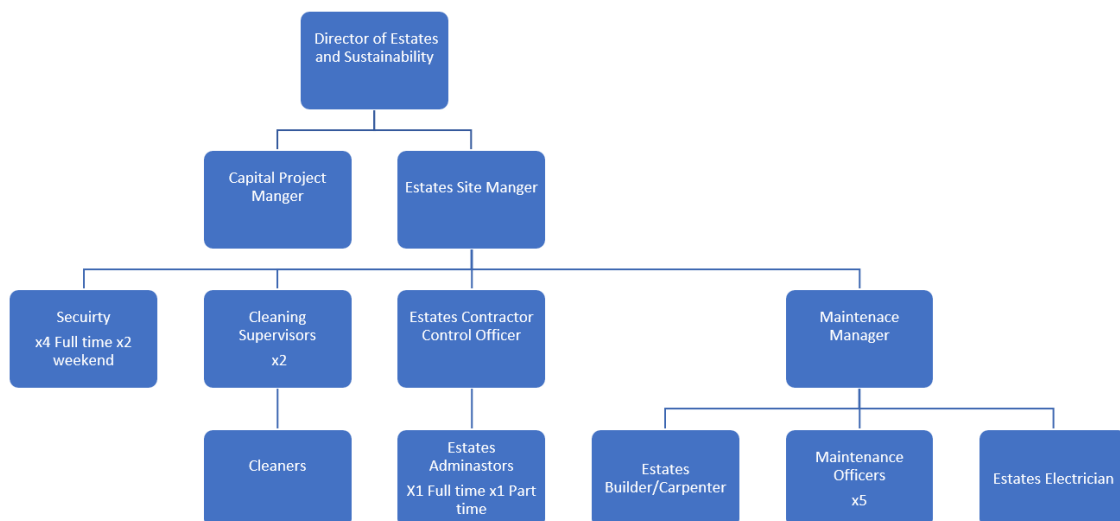 Director of Estates
and Sustainability
Capital Project
Manger
Estates Site Manger
Secuirty
x4 Full time x2
weekend
Cleaning
Supervisors
x2
Estates Contractor
Control Officer
Maintenace
Manager
Cleaners
Estates
Adminastors
X1 Full time x1 Part
time
Estates
Builder/Carpenter
Maintenance
Officers
x5
Estates Electrician